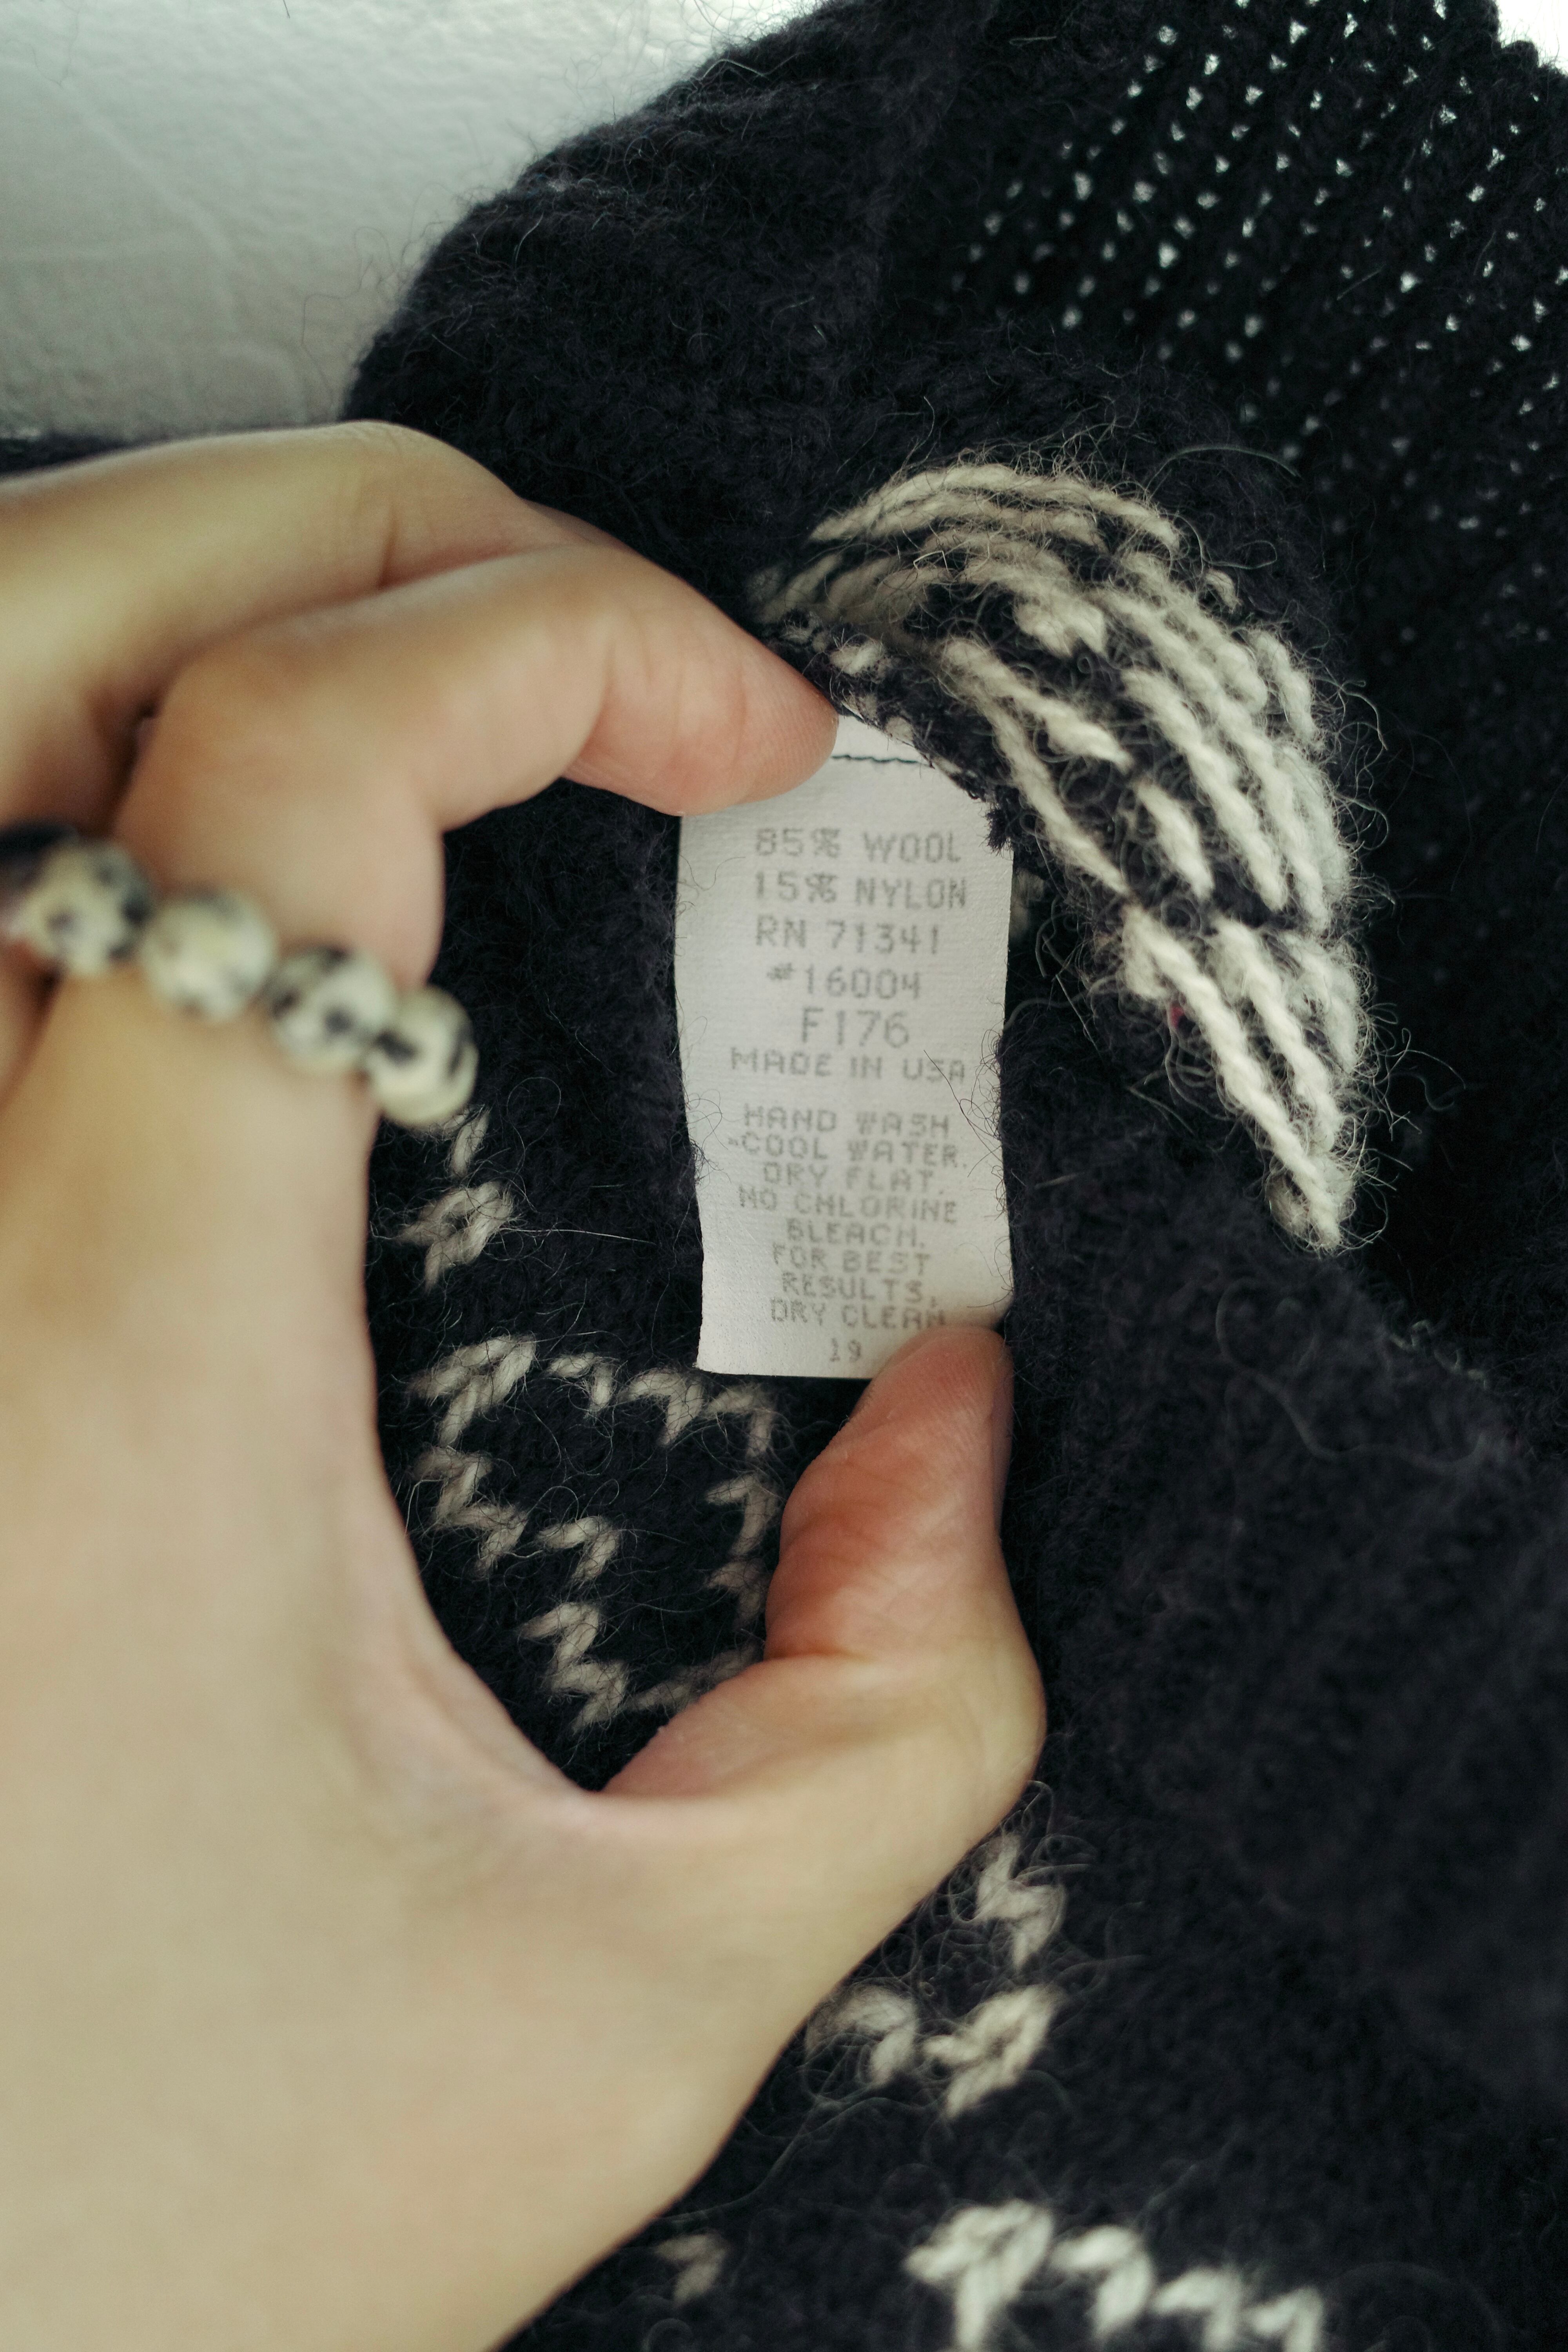 85% WOOL
15% NYLON
RN 71341
#16004
F176
MADE IN USA
HAND WASH
COOL WATER.
DRY FLAT.
NO CHLORINE
BLEACH.
FOR BEST
RESULTS,
DRY CLEAN
19